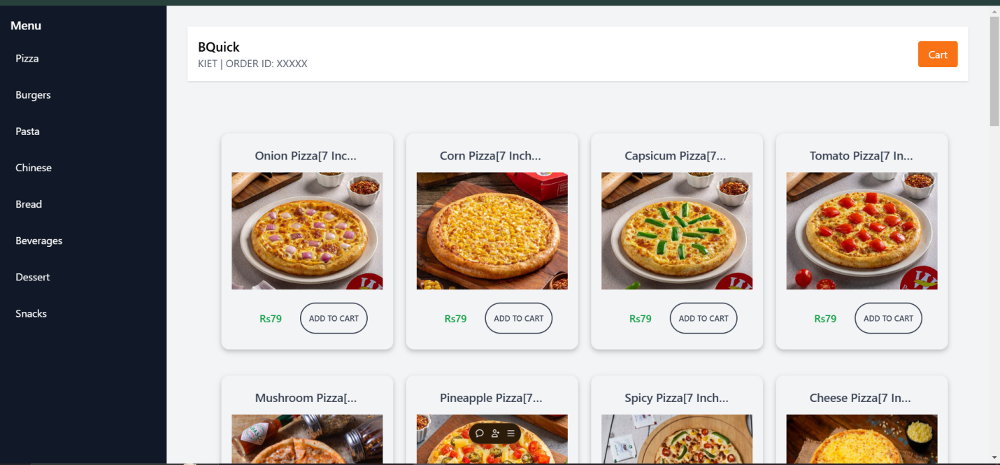 Menu
Pizza
Burgers
Pasta
Chinese
Bread
Beverages
Dessert
Snacks
BQuick
KIET | ORDER ID: XXXXX
Cart
Onion Pizza[7 Inc...
Corn Pizza[7 Inch...
Capsicum Pizza[7...
Tomato Pizza[7 In...
Rs79
ADD TO CART
Rs79
ADD TO CART
Rs79
ADD TO CART
Rs79
ADD TO CART
Mushroom Pizza[...
Pineapple Pizza[7...
Spicy Pizza[7 Inch...
Cheese Pizza[7 In...